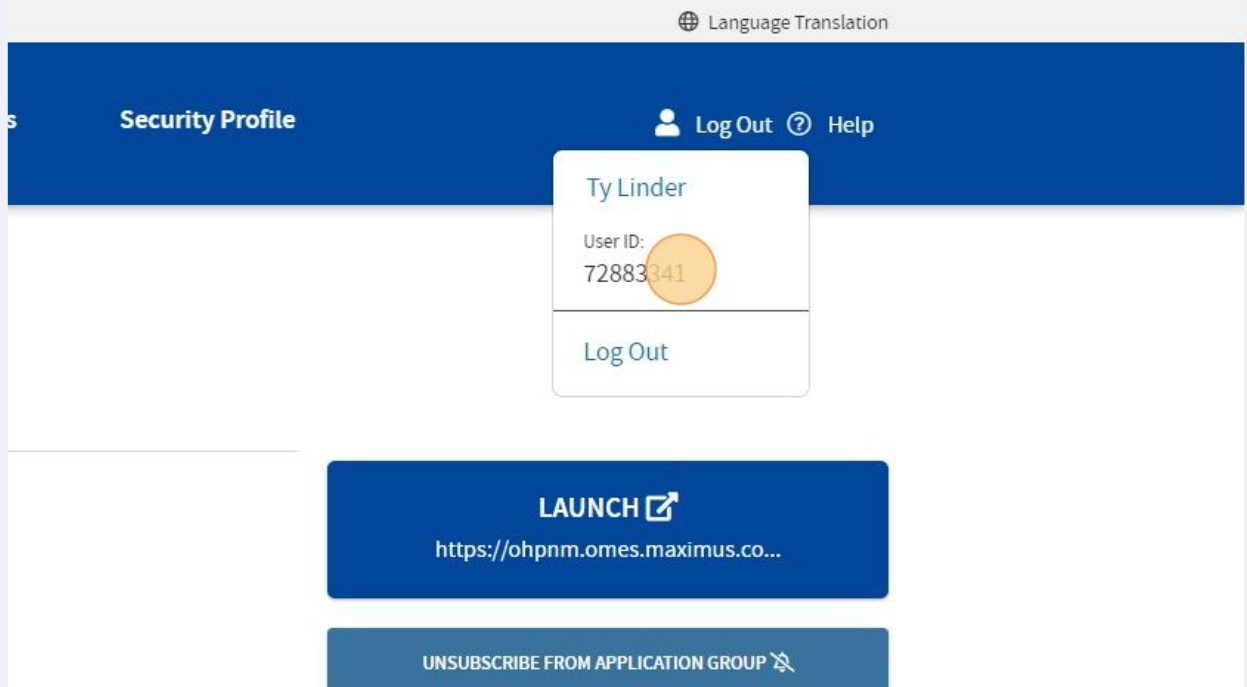 Language Translation
s
Security Profile
Log Out
Help
Ty Linder
User ID:
72883341
Log Out
LAUNCH
https://ohpnm.omes.maximus.co...
UNSUBSCRIBE FROM APPLICATION GROUP